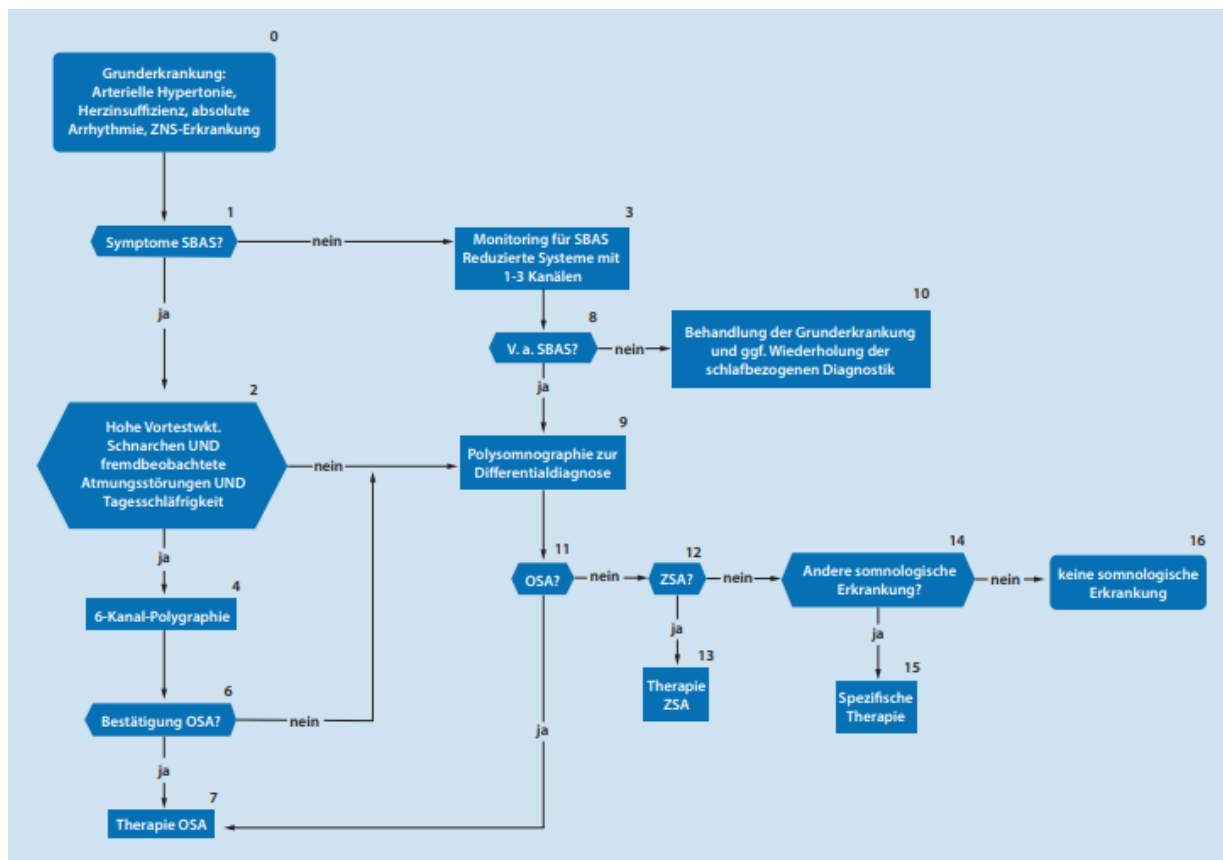 0
Grunderkrankung:
Arterielle Hypertonie,
Herzinsuffizienz, absolute
Arrhythmie, ZNS-Erkrankung
1
Symptome SBAS?
nein
3
Monitoring für SBAS
Reduzierte Systeme mit
1-3 Kanälen
ja
8
V. a. SBAS?
nein
10
Behandlung der Grunderkrankung
und ggf. Wiederholung der
schlafbezogenen Diagnostik
ja
2
Hohe Vortestwkt.
Schnarchen UND
fremdbeobachtete
Atmungsstörungen UND
Tagesschläfrigkeit
nein
9
Polysomnographie zur
Differentialdiagnose
ja
4
6-Kanal-Polygraphie
11
OSA?
nein
12
ZSA?
nein
14
Andere somnologische
Erkrankung?
nein
16
keine somnologische
Erkrankung
ja
13
Therapie
ZSA
ja
15
Spezifische
Therapie
6
Bestätigung OSA?
nein
ja
ja
7
Therapie OSA